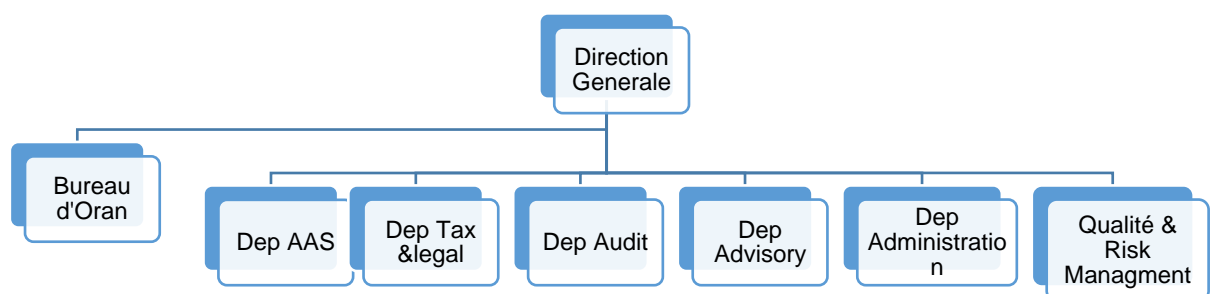 Direction
Generale
Bureau
d'Oran
Dep AAS
Dep Tax
&legal
Dep Audit
Dep
Advisory
Dep
Administratio
n
Qualité &
Risk
Managment